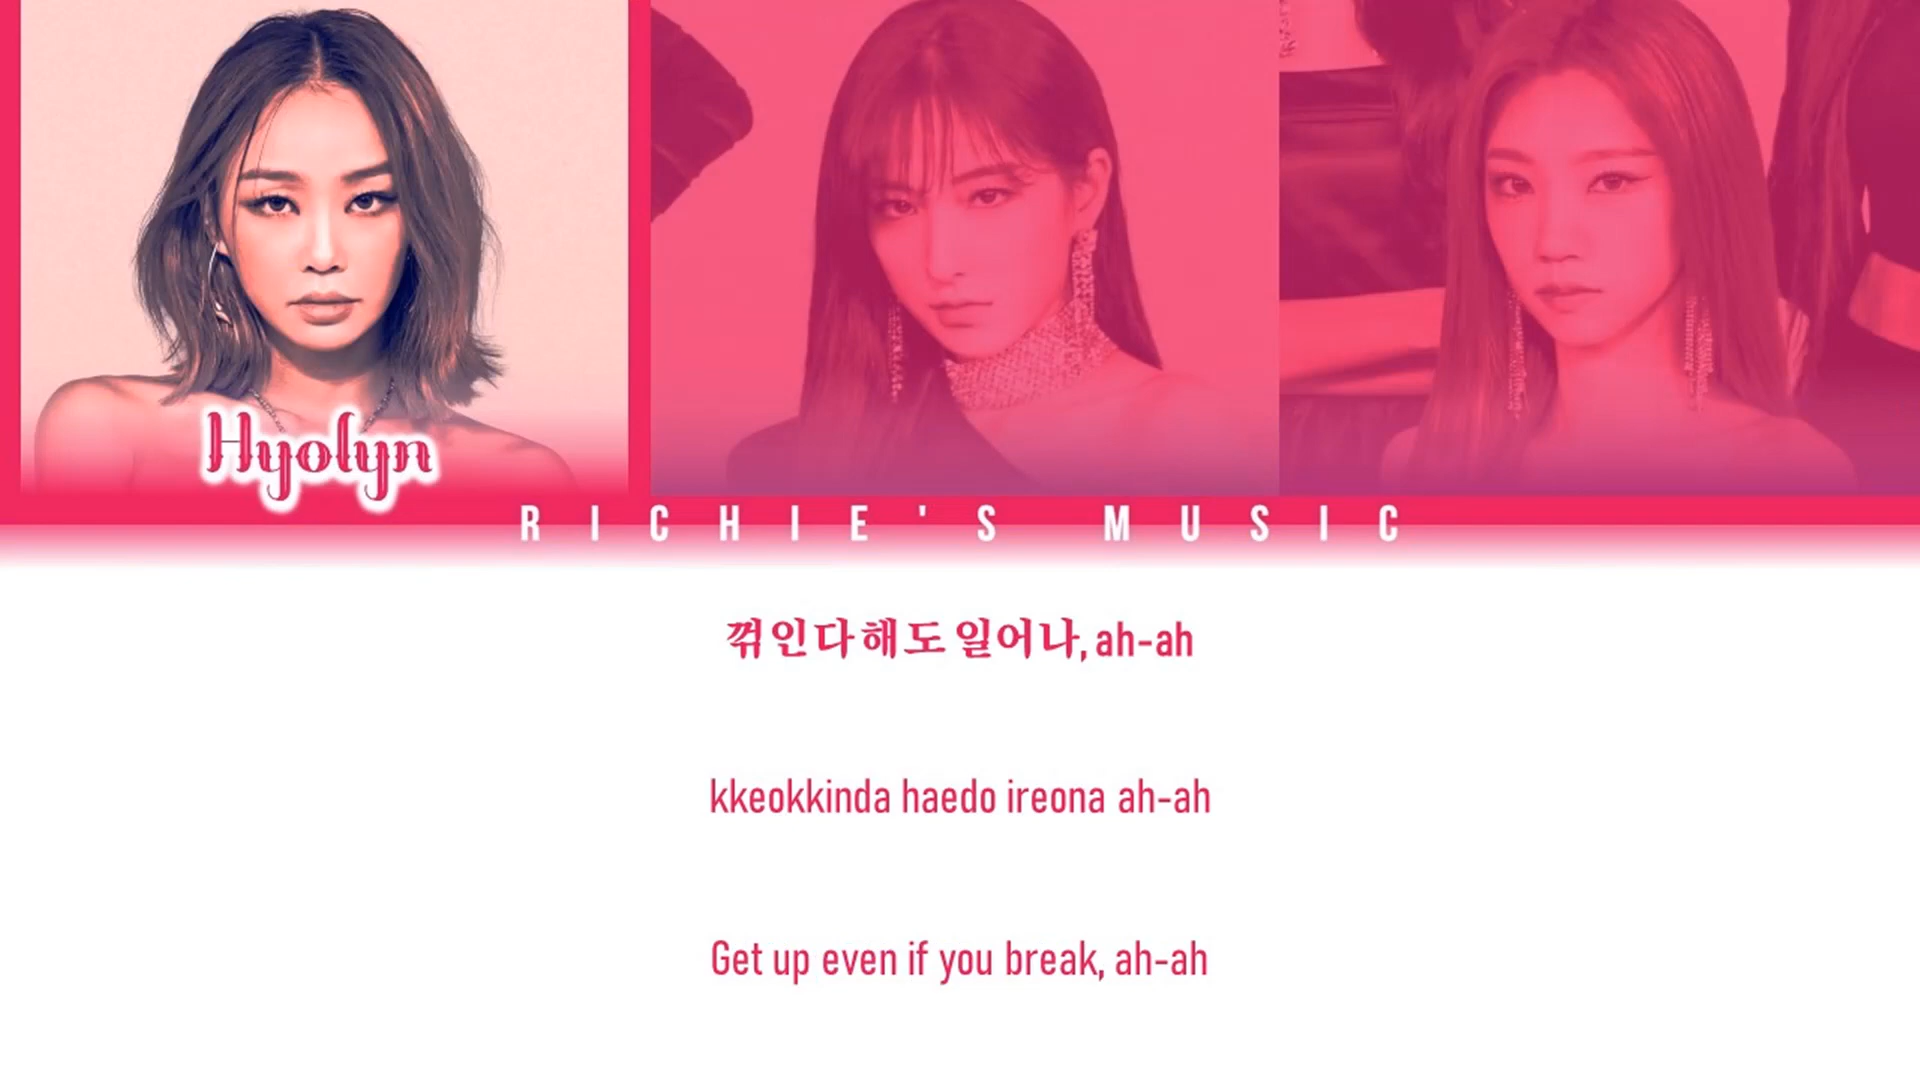 Hyolyn
RICHIE'S MUSIC
꺾인다 해도 일어나, ah-ah
kkeokkinda haedo ireona ah-ah
Get up even if you break, ah-ah